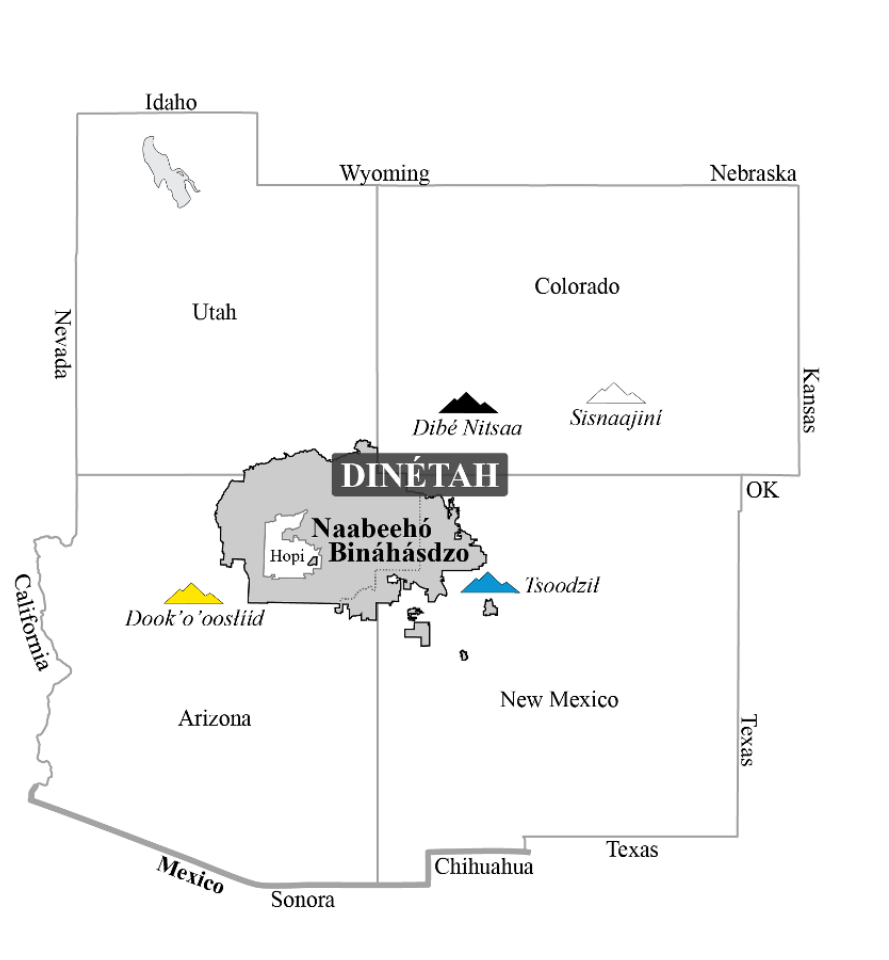 Idaho
Wyoming
Nebraska
Colorado
Utah
Nevada
Kansas
Dibé Nitsaa
Sisnaajiní
DINÉTAH
OK
Naabeehó
Bináhásdzo
Hopi
Tsoodził
Dook’o’oosłííd
California
New Mexico
Arizona
Texas
Texas
Chihuahua
Mexico
Sonora